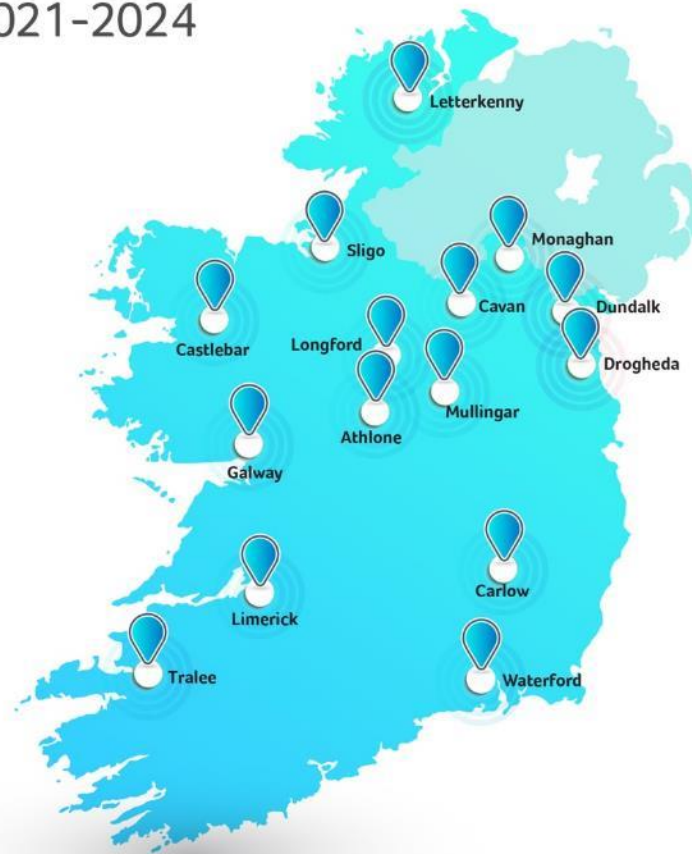 021-2024
Letterkenny
Sligo
Monaghan
Cavan
Dundalk
Castlebar
Longford
Drogheda
Mullingar
Athlone
Galway
Carlow
Limerick
Tralee
Waterford